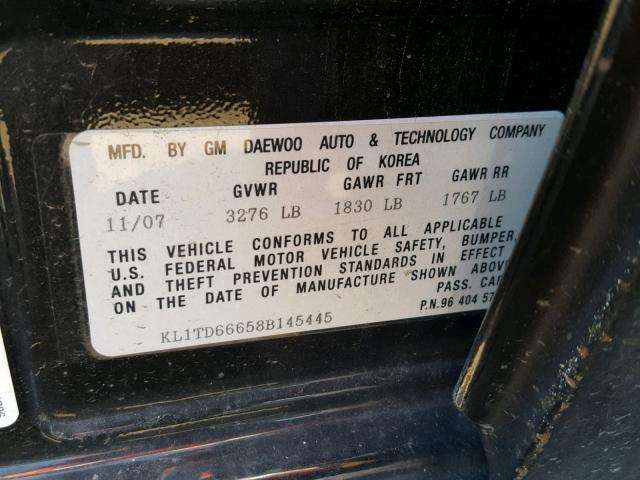 MFD. BY GM DAEWOO AUTO & TECHNOLOGY COMPANY
REPUBLIC OF KOREA
DATE GVWR GAWR FRT GAWR RR
11/07 3276 LB 1830 LB 1767 LB
THIS VEHICLE CONFORMS TO ALL APPLICABLE
U.S. FEDERAL MOTOR VEHICLE SAFETY, BUMPER,
AND THEFT PREVENTION STANDARDS IN EFFECT
ON THE DATE OF MANUFACTURE SHOWN ABOVE
PASS. CAR
P.N. 96 404 57
KL1TD66658B145445